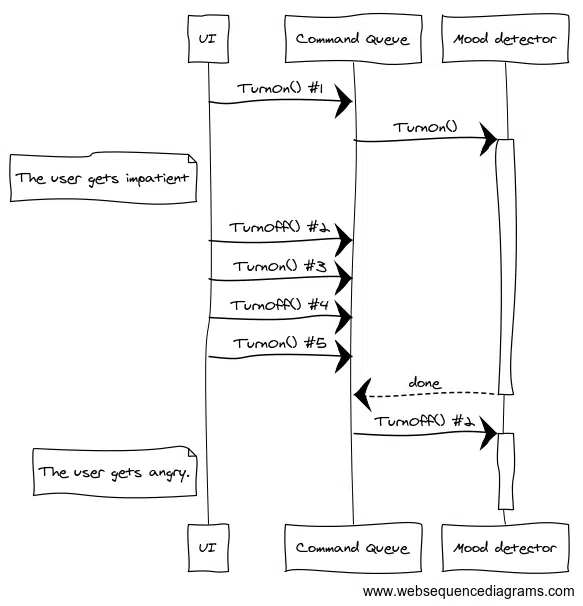 UI
Command Queue
Mood detector
TurnOn() #1
TurnOn()
The user gets impatient
TurnOff() #2
TurnOn() #3
TurnOff() #4
TurnOn() #5
done
TurnOff() #2
The user gets angry.
UI
Command Queue
Mood detector
www.websequencediagrams.com